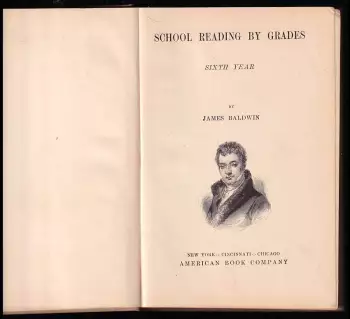 SCHOOL READING BY GRADES
SIXTH YEAR
BY
JAMES BALDWIN
NEW YORK · CINCINNATI · CHICAGO
AMERICAN BOOK COMPANY